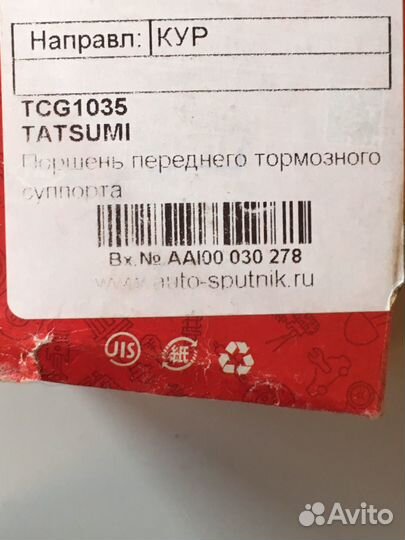 Направл: КУР
TCG1035
TATSUMI
Поршень переднего тормозного
суппорта
Вх.№ AAI00 030 278
www.auto-sputnik.ru
JIS
紙
Avito